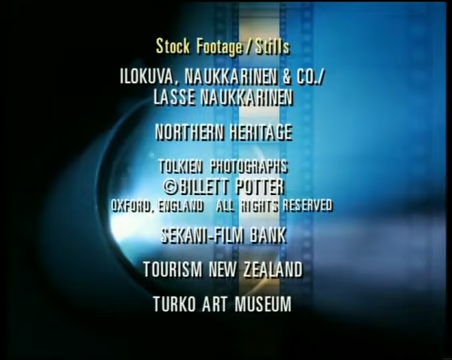 Stock Footage/Stills
ILOKUVA, NAUKKARINEN & CO./
LASSE NAUKKARINEN
NORTHERN HERITAGE
TOLKIEN PHOTOGRAPHS
©BILLETT POTTER
OXFORD, ENGLAND ALL RIGHTS RESERVED
SEKANI-FILM BANK
TOURISM NEW ZEALAND
TURKO ART MUSEUM